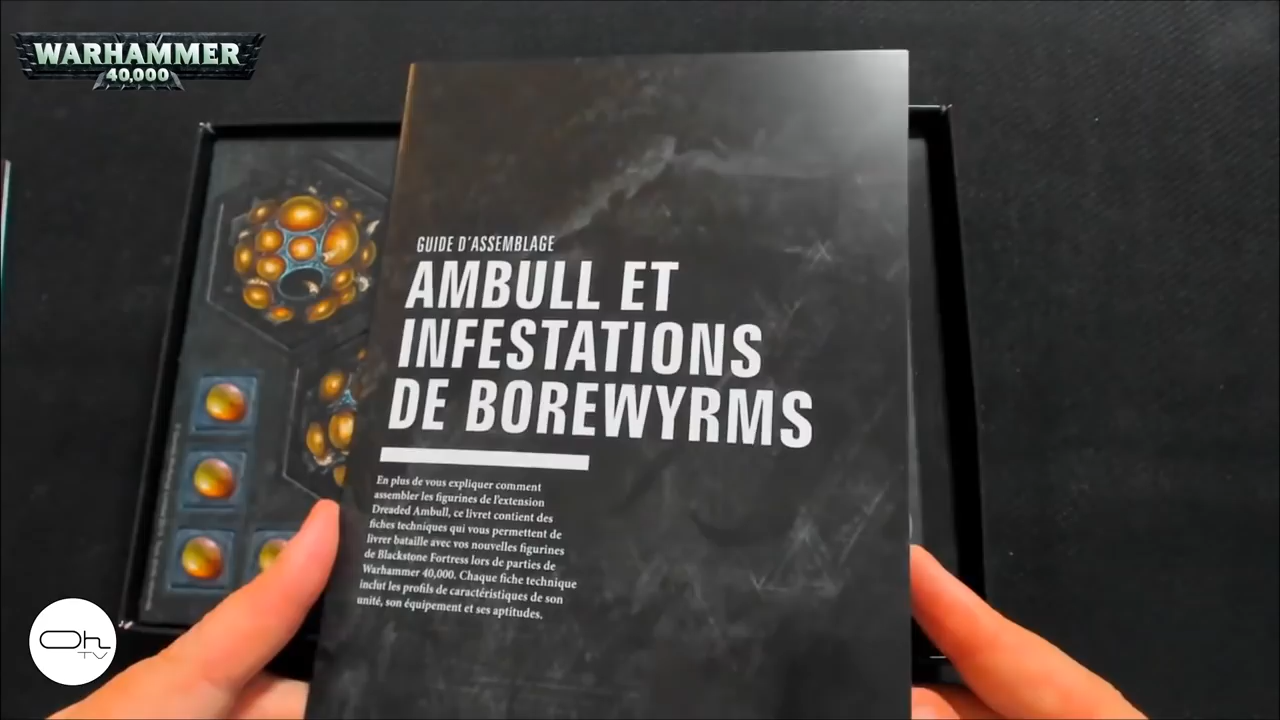 WARHAMMER
40,000
GUIDE D'ASSEMBLAGE
AMBULL ET
INFESTATIONS
DE BOREWYRMS
En plus de vous expliquer comment
assembler les figurines de l'extension
Dreaded Ambull, ce livret contient des
fiches techniques qui vous permettent de
livrer bataille avec vos nouvelles figurines
de Blackstone Fortress lors de parties de
Warhammer 40,000. Chaque fiche technique
inclut les profils de caractéristiques de son
unité, son équipement et ses aptitudes.
Oh
TV